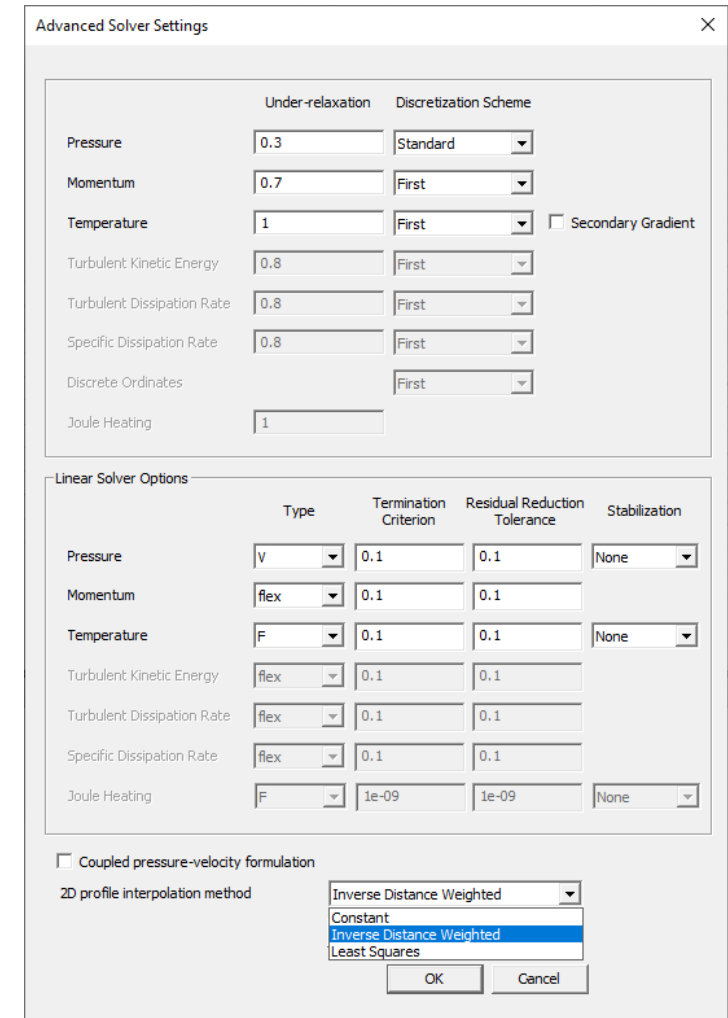 Advanced Solver Settings
Under-relaxation Discretization Scheme
Pressure 0.3 Standard
Momentum 0.7 First
Temperature 1 First Secondary Gradient
Turbulent Kinetic Energy 0.8 First
Turbulent Dissipation Rate 0.8 First
Specific Dissipation Rate 0.8 First
Discrete Ordinates First
Joule Heating 1
Linear Solver Options
Type Termination Criterion Residual Reduction Tolerance Stabilization
Pressure V 0.1 0.1 None
Momentum flex 0.1 0.1
Temperature F 0.1 0.1 None
Turbulent Kinetic Energy flex 0.1 0.1
Turbulent Dissipation Rate flex 0.1 0.1
Specific Dissipation Rate flex 0.1 0.1
Joule Heating F 1e-09 1e-09 None
Coupled pressure-velocity formulation
2D profile interpolation method Inverse Distance Weighted
Constant
Inverse Distance Weighted
Least Squares
OK Cancel